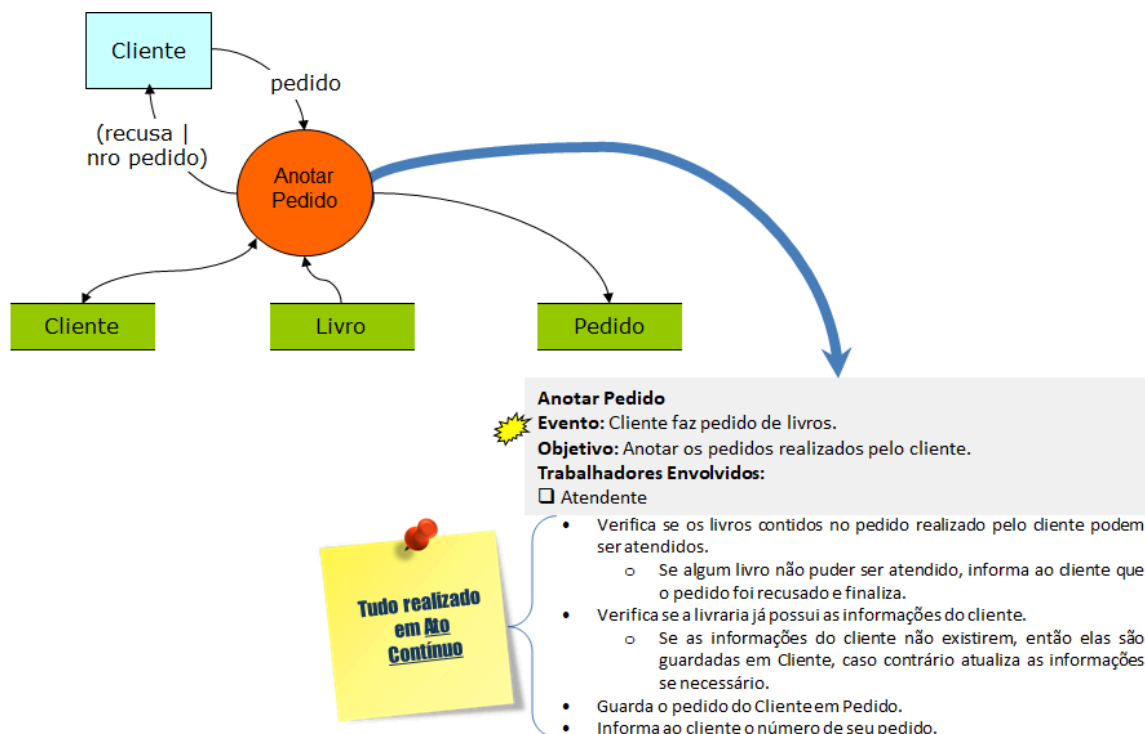 Cliente
pedido
(recusa |
nro pedido)
Anotar
Pedido
Cliente
Livro
Pedido
Anotar Pedido
Evento: Cliente faz pedido de livros.
Objetivo: Anotar os pedidos realizados pelo cliente.
Trabalhadores Envolvidos:
❑ Atendente
Tudo realizado
em Ato
Contínuo
• Verifica se os livros contidos no pedido realizado pelo cliente podem
ser atendidos.
o Se algum livro não puder ser atendido, informa ao cliente que
o pedido foi recusado e finaliza.
• Verifica se a livraria já possui as informações do cliente.
o Se as informações do cliente não existirem, então elas são
guardadas em Cliente, caso contrário atualiza as informações
se necessário.
• Guarda o pedido do Cliente em Pedido.
• Informa ao cliente o número de seu pedido.